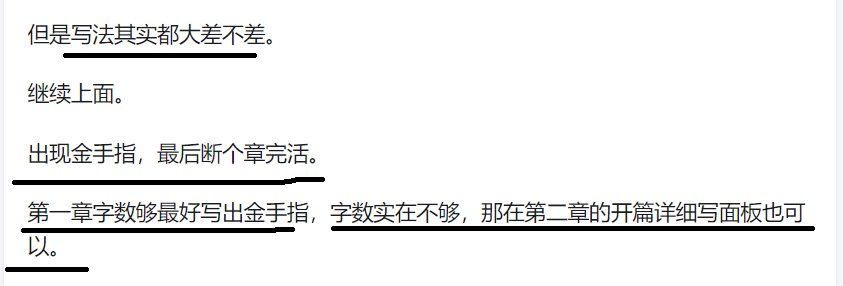 但是写法其实都大差不差。
继续上面。
出现金手指，最后断个章完活。
第一章字数够最好写出金手指，字数实在不够，那在第二章的开篇详细写面板也可
以。